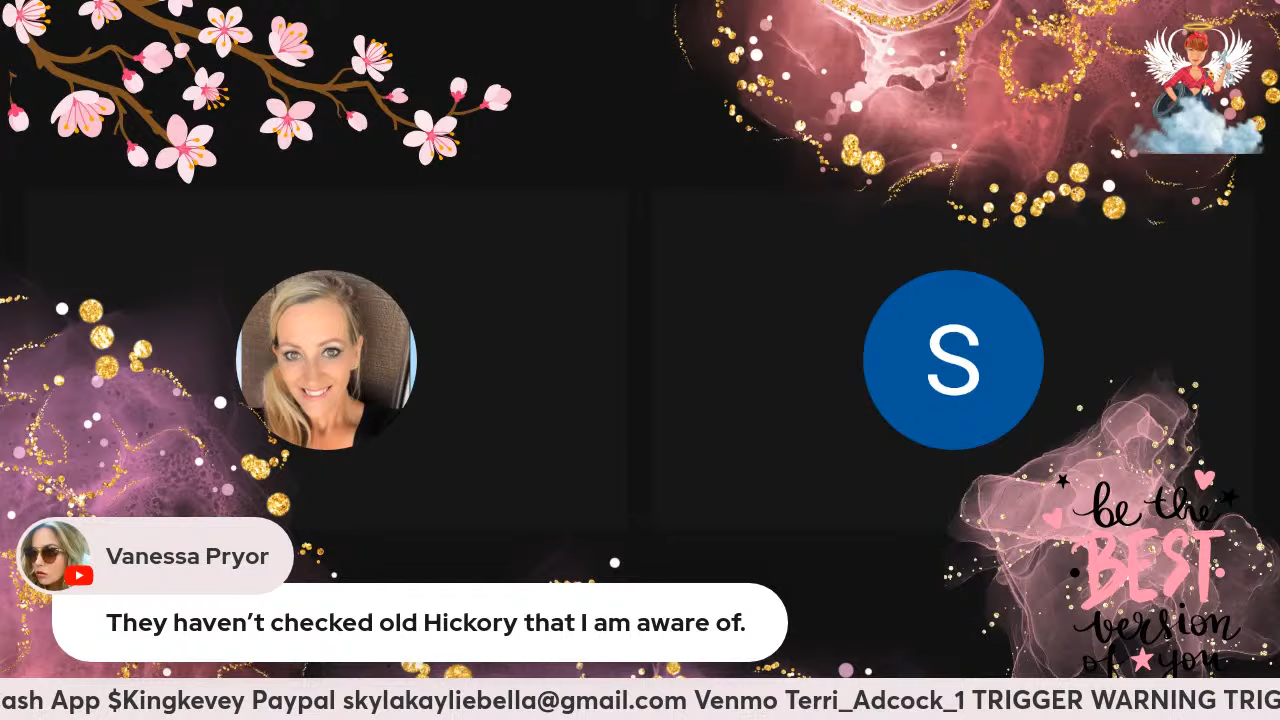 S
be the
BEST
version
of you
Vanessa Pryor
They haven’t checked old Hickory that I am aware of.
ash App $Kingkevey Paypal skylakayliebella@gmail.com Venmo Terri_Adcock_1 TRIGGER WARNING TRIG